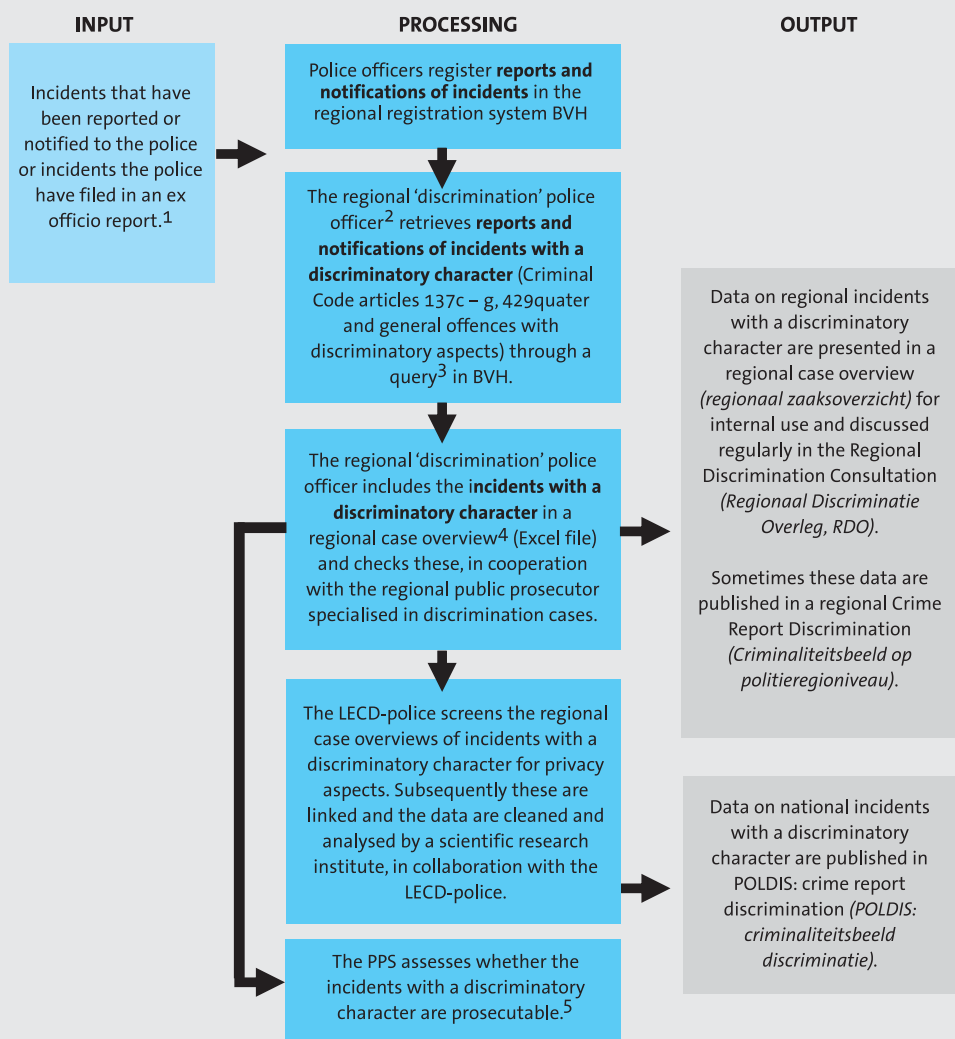 INPUT
PROCESSING
OUTPUT
Incidents that have
been reported or
notified to the police
or incidents the police
have filed in an ex
officio report.1
Police officers register reports and
notifications of incidents in the
regional registration system BVH
The regional ‘discrimination’ police
officer2 retrieves reports and
notifications of incidents with a
discriminatory character (Criminal
Code articles 137c – g, 429quater
and general offences with
discriminatory aspects) through a
query3 in BVH.
The regional ‘discrimination’ police
officer includes the incidents with a
discriminatory character in a
regional case overview4 (Excel file)
and checks these, in cooperation
with the regional public prosecutor
specialised in discrimination cases.
The LECD-police screens the regional
case overviews of incidents with a
discriminatory character for privacy
aspects. Subsequently these are
linked and the data are cleaned and
analysed by a scientific research
institute, in collaboration with the
LECD-police.
The PPS assesses whether the
incidents with a discriminatory
character are prosecutable.5
Data on regional incidents
with a discriminatory
character are presented in a
regional case overview
(regionaal zaaksoverzicht) for
internal use and discussed
regularly in the Regional
Discrimination Consultation
(Regionaal Discriminatie
Overleg, RDO).
Sometimes these data are
published in a regional Crime
Report Discrimination
(Criminaliteitsbeeld op
politieregioniveau).
Data on national incidents
with a discriminatory
character are published in
POLDIS: crime report
discrimination (POLDIS:
criminaliteitsbeeld
discriminatie).